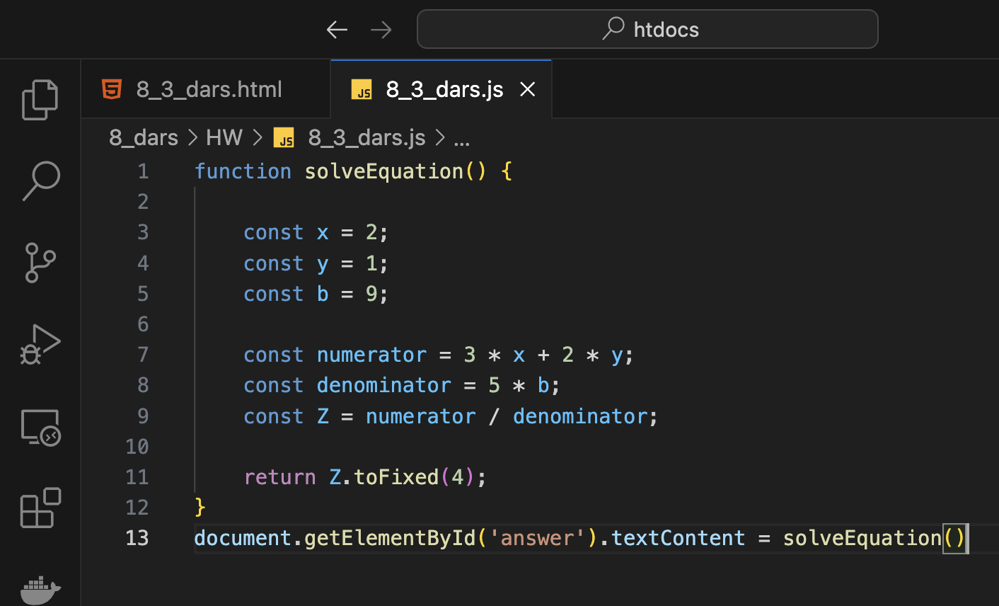 htdocs
8_3_dars.html
JS 8_3_dars.js
8_dars > HW > JS 8_3_dars.js > ...
1 function solveEquation() {
2
3     const x = 2;
4     const y = 1;
5     const b = 9;
6
7     const numerator = 3 * x + 2 * y;
8     const denominator = 5 * b;
9     const Z = numerator / denominator;
10
11     return Z.toFixed(4);
12 }
13 document.getElementById('answer').textContent = solveEquation()